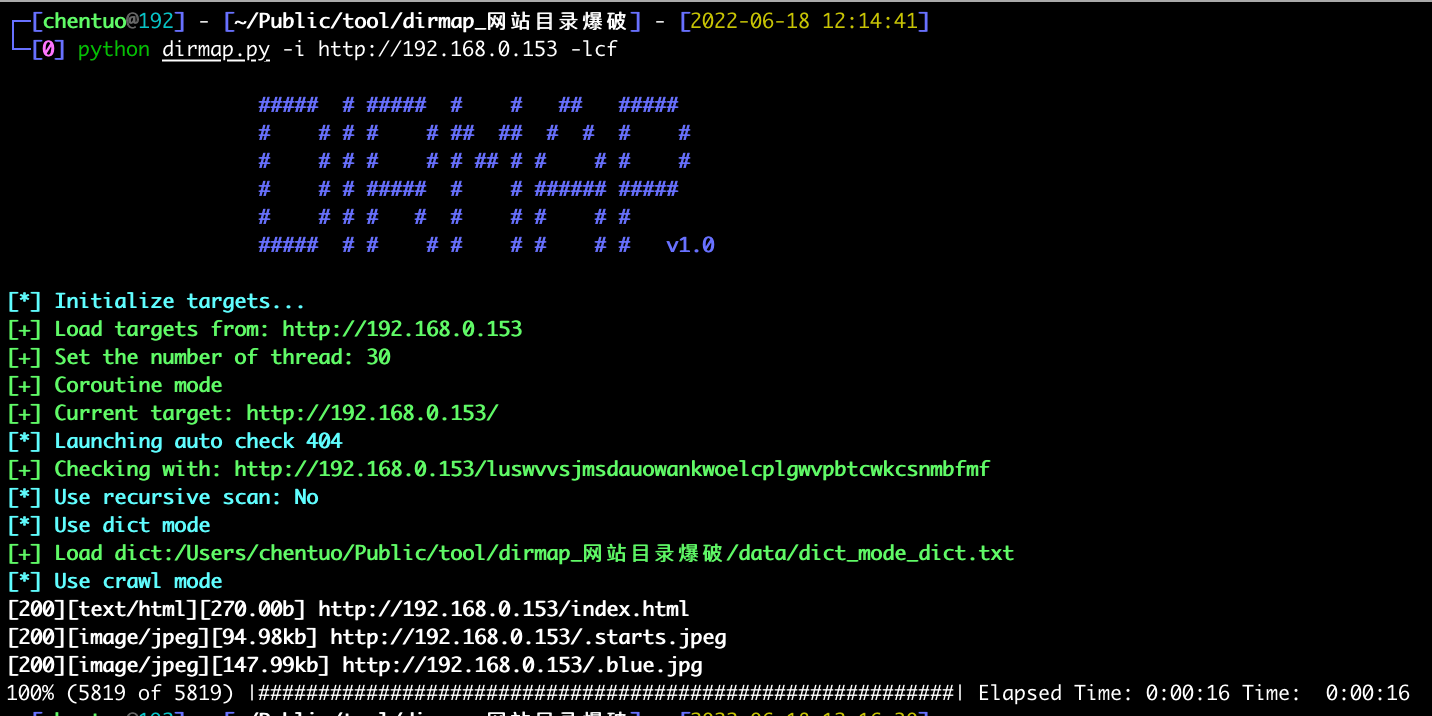 [chentuo@192] - [~/Public/tool/dirmap_网站目录爆破] - [2022-06-18 12:14:41]
[0] python dirmap.py -i http://192.168.0.153 -lcf
#####  # #####  #    #   ##   #####
#    # # #    # ##  ##  #  #  #    #
#    # # #    # # ## # #    # #    #
#    # # #####  #    # ###### #####
#    # # #   #  #    # #    # #
#####  # #    # #    # #    # #   v1.0
[*] Initialize targets...
[+] Load targets from: http://192.168.0.153
[+] Set the number of thread: 30
[+] Coroutine mode
[+] Current target: http://192.168.0.153/
[*] Launching auto check 404
[+] Checking with: http://192.168.0.153/luswvvsjmsdauowankwoelcplgwvpbtcwkcsnmbfmf
[*] Use recursive scan: No
[*] Use dict mode
[+] Load dict:/Users/chentuo/Public/tool/dirmap_网站目录爆破/data/dict_mode_dict.txt
[*] Use crawl mode
[200][text/html][270.00b] http://192.168.0.153/index.html
[200][image/jpeg][94.98kb] http://192.168.0.153/.starts.jpeg
[200][image/jpeg][147.99kb] http://192.168.0.153/.blue.jpg
100% (5819 of 5819) |##########################################################| Elapsed Time: 0:00:16 Time:  0:00:16